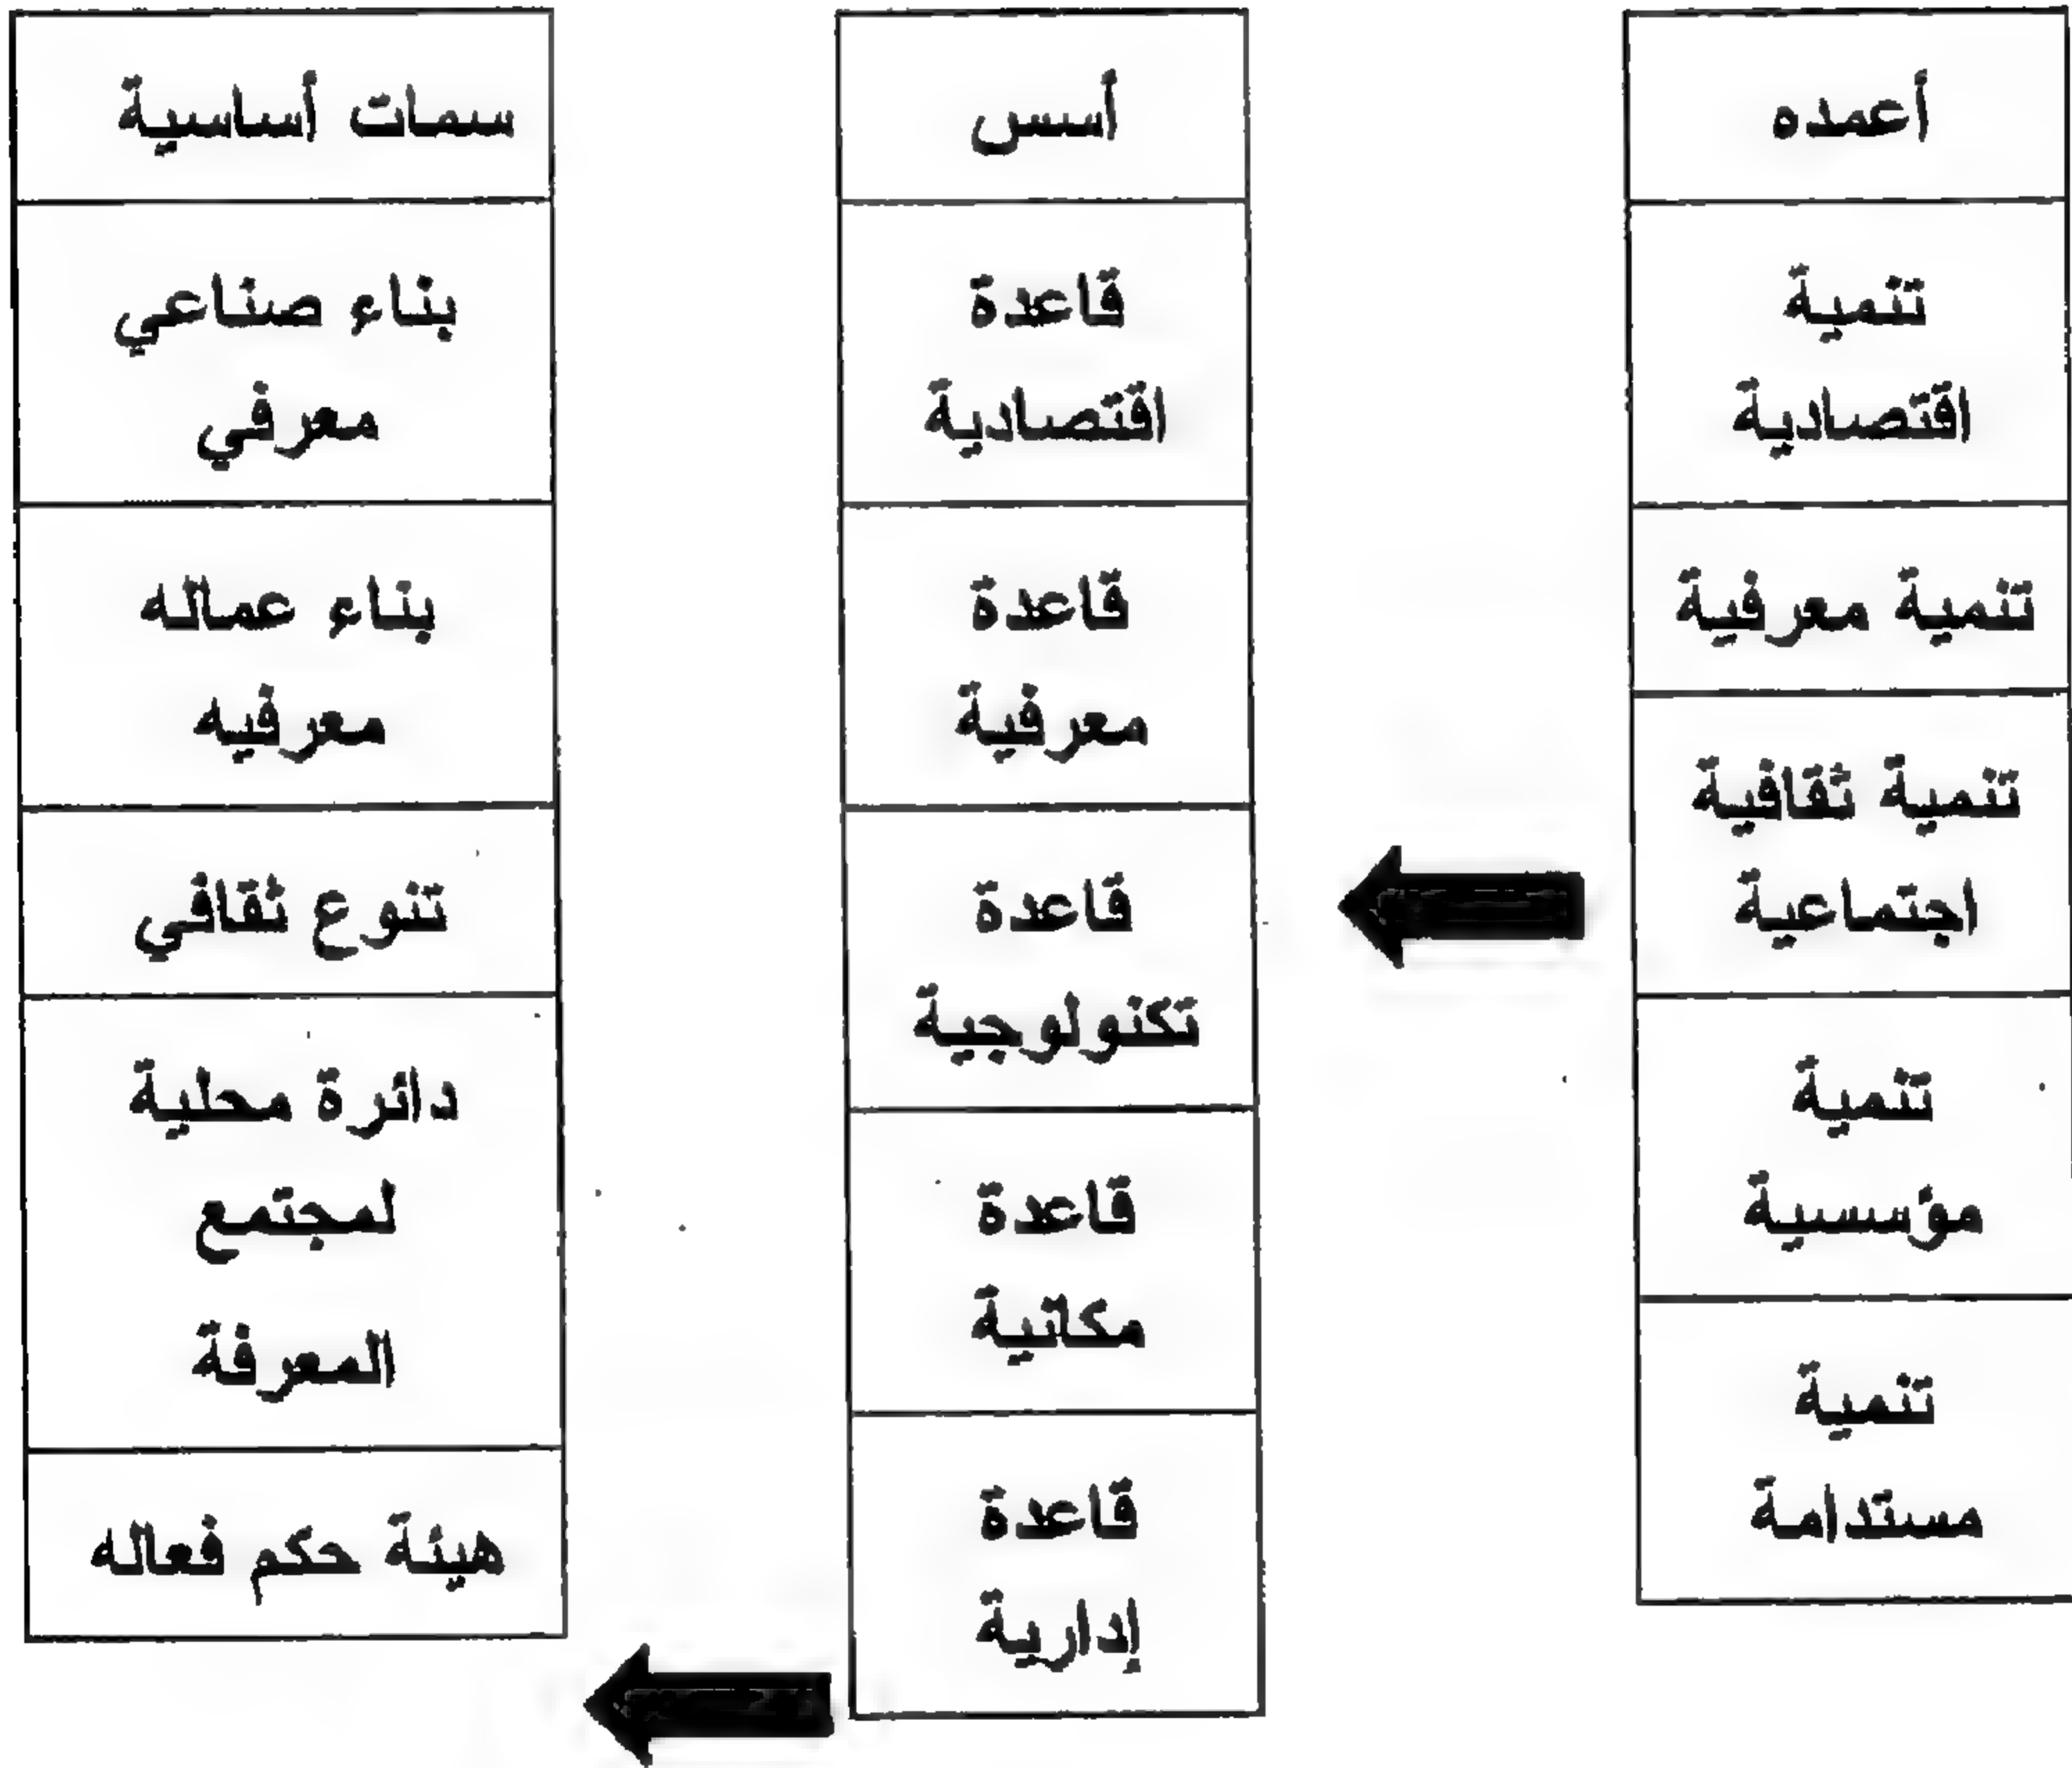 أعمده
تنمية
اقتصادية
تنمية معرفية
تنمية ثقافية
اجتماعية
تنمية
مؤسسية
تنمية
مستدامة
أسس
قاعدة
اقتصادية
قاعدة
معرفية
قاعدة
تكنولوجية
قاعدة
مكانية
قاعدة
إدارية
سمات أساسية
بناء صناعي
معرفي
بناء عماله
معرفيه
تنوع ثقافي
دائرة محلية
لمجتمع
المعرفة
هيئة حكم فعاله